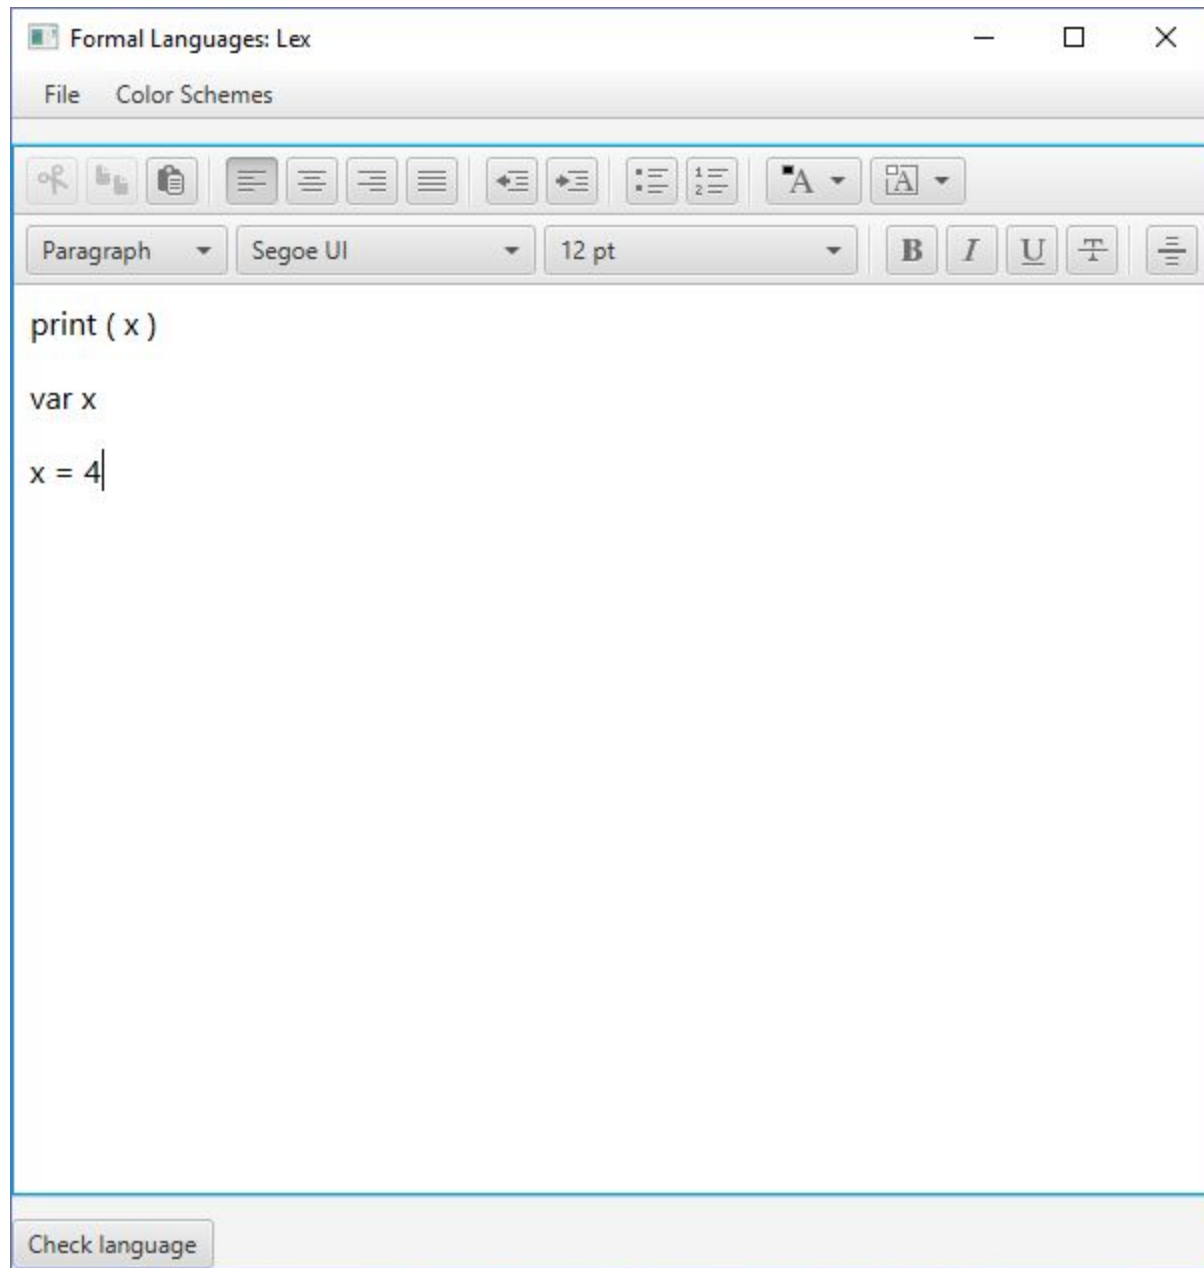 Formal Languages: Lex
File Color Schemes
A A
Paragraph Segoe UI 12 pt B I U T
print ( x )
var x
x = 4
Check language